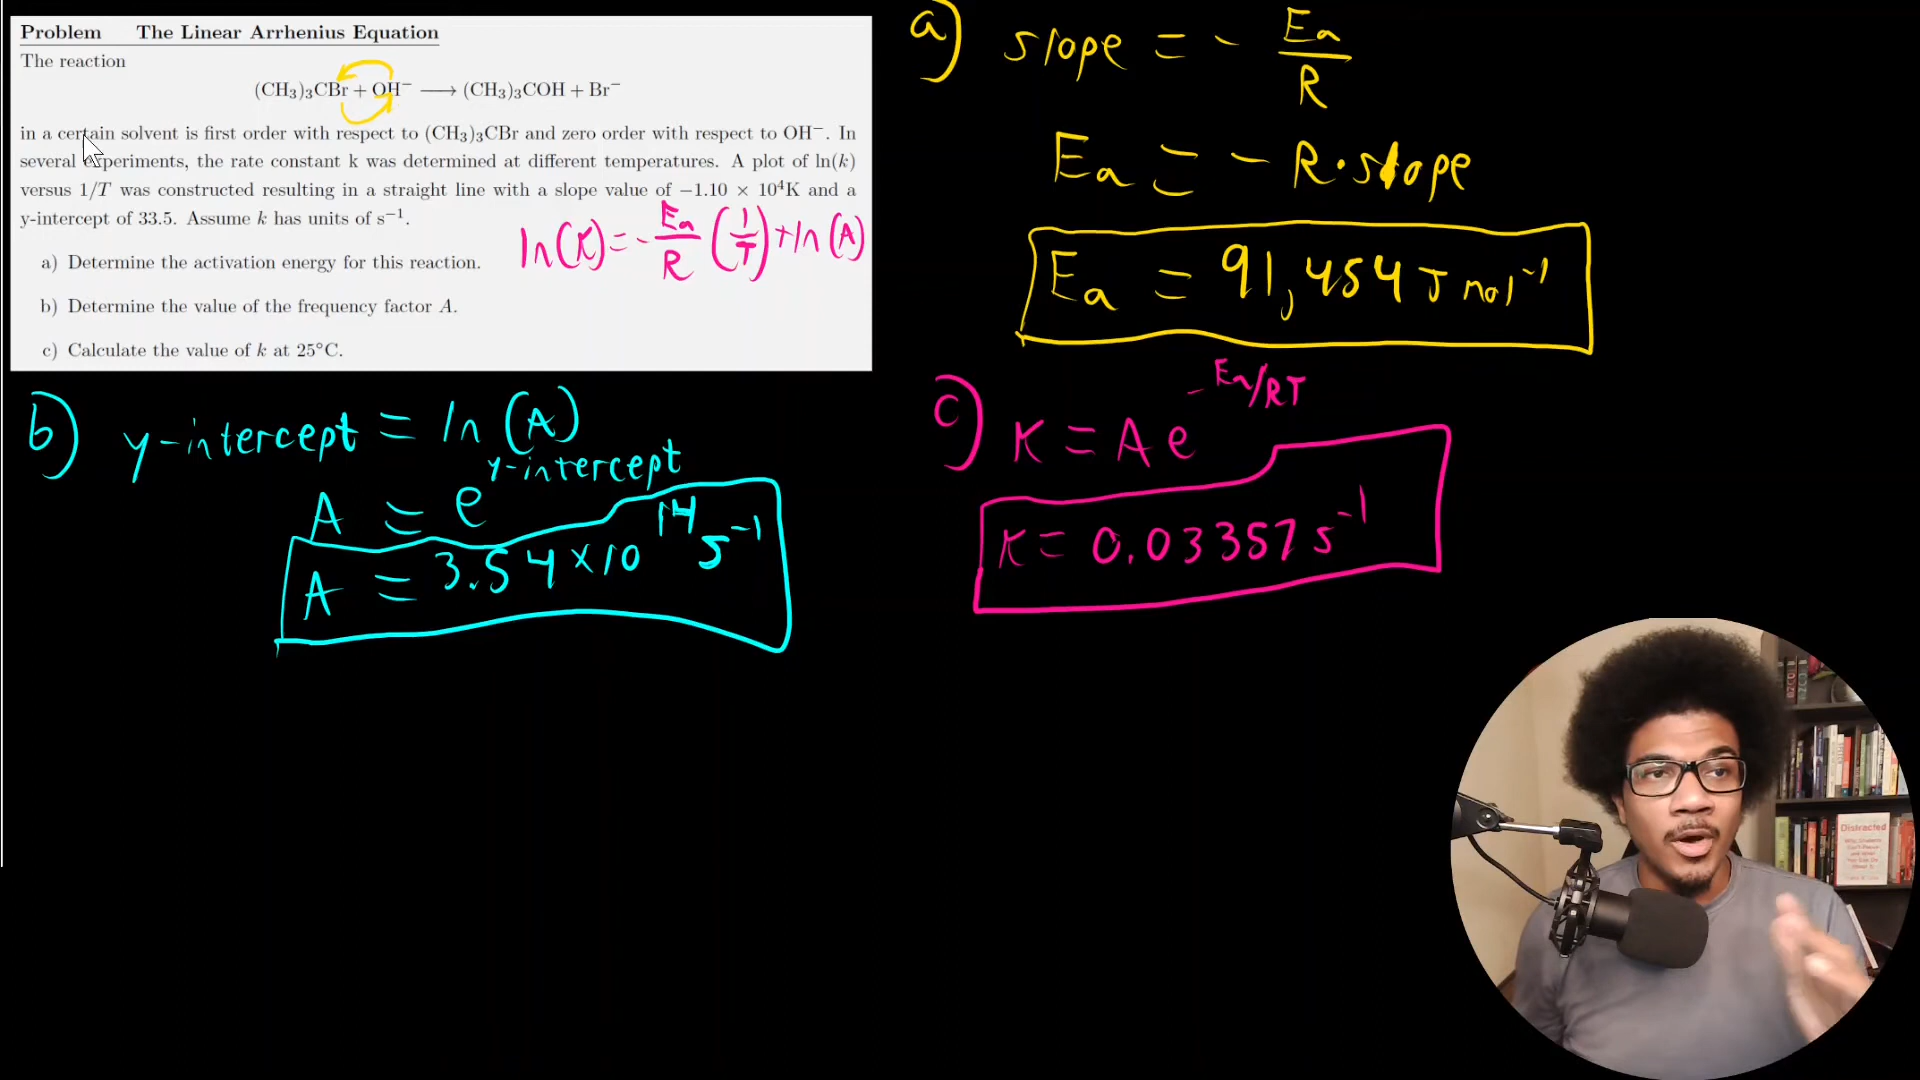 Problem The Linear Arrhenius Equation
The reaction
(CH₃)₃CBr + OH⁻ ⟶ (CH₃)₃COH + Br⁻
in a certain solvent is first order with respect to (CH₃)₃CBr and zero order with respect to OH⁻. In
several experiments, the rate constant k was determined at different temperatures. A plot of ln(k)
versus 1/T was constructed resulting in a straight line with a slope value of −1.10 × 10⁴K and a
y-intercept of 33.5. Assume k has units of s⁻¹.
ln(K) = - Ea/R (1/T) + ln(A)
a) Determine the activation energy for this reaction.
b) Determine the value of the frequency factor A.
c) Calculate the value of k at 25°C.
a) slope = - Ea/R
Ea = - R·slope
Ea = 91,454 J mol⁻¹
b) y-intercept = ln (A)
A = e^y-intercept
A = 3.54 × 10¹⁴ s⁻¹
c) K = A e^-Ea/RT
K = 0.03357 s⁻¹
Distracted